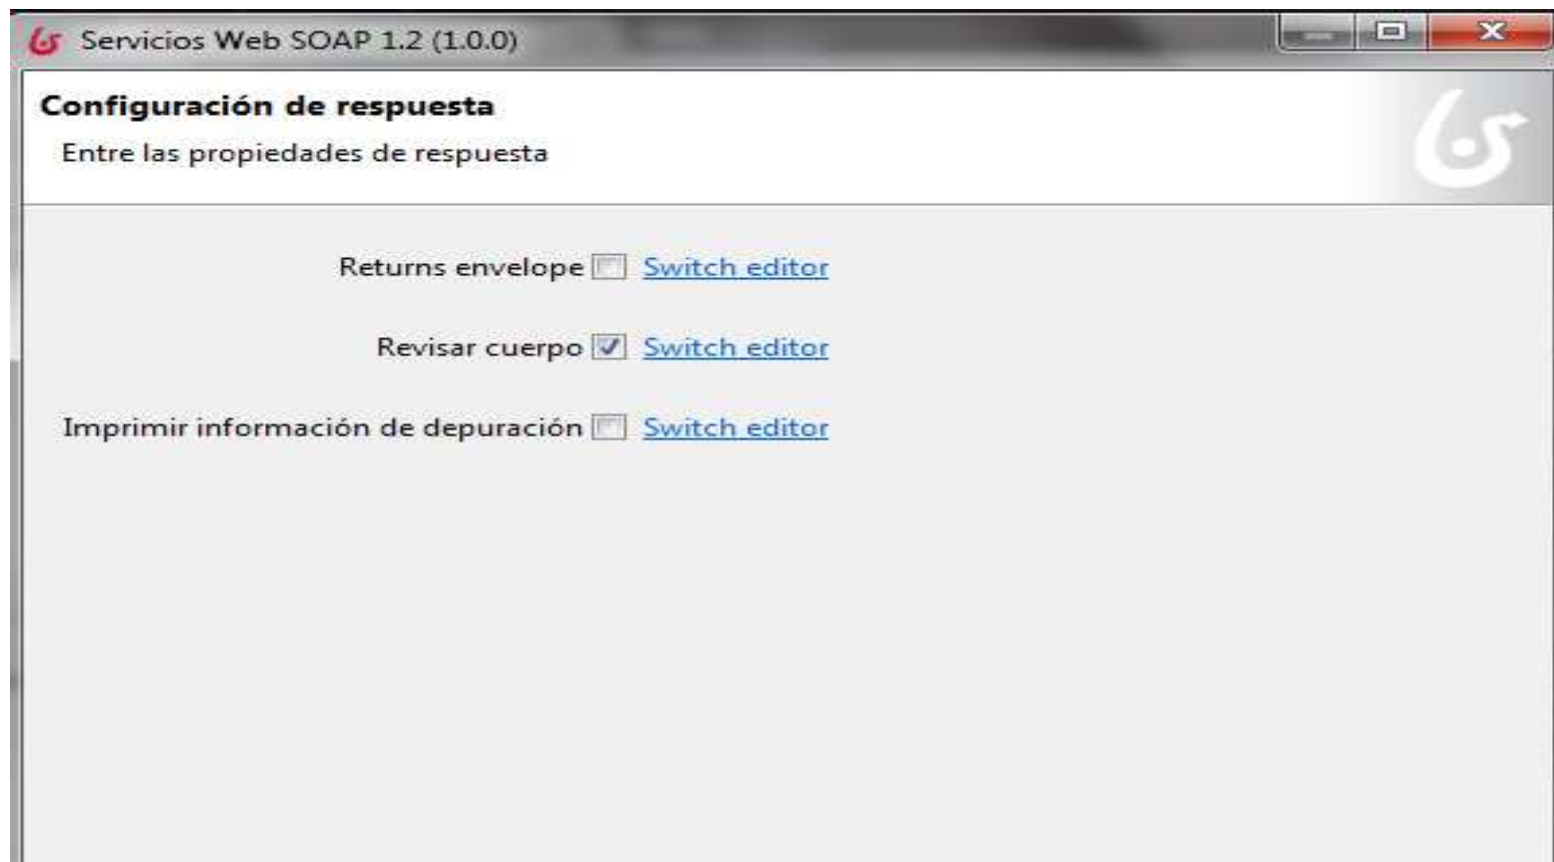 Servicios Web SOAP 1.2 (1.0.0)
Configuración de respuesta
Entre las propiedades de respuesta
Returns envelope Switch editor
Revisar cuerpo Switch editor
Imprimir información de depuración Switch editor